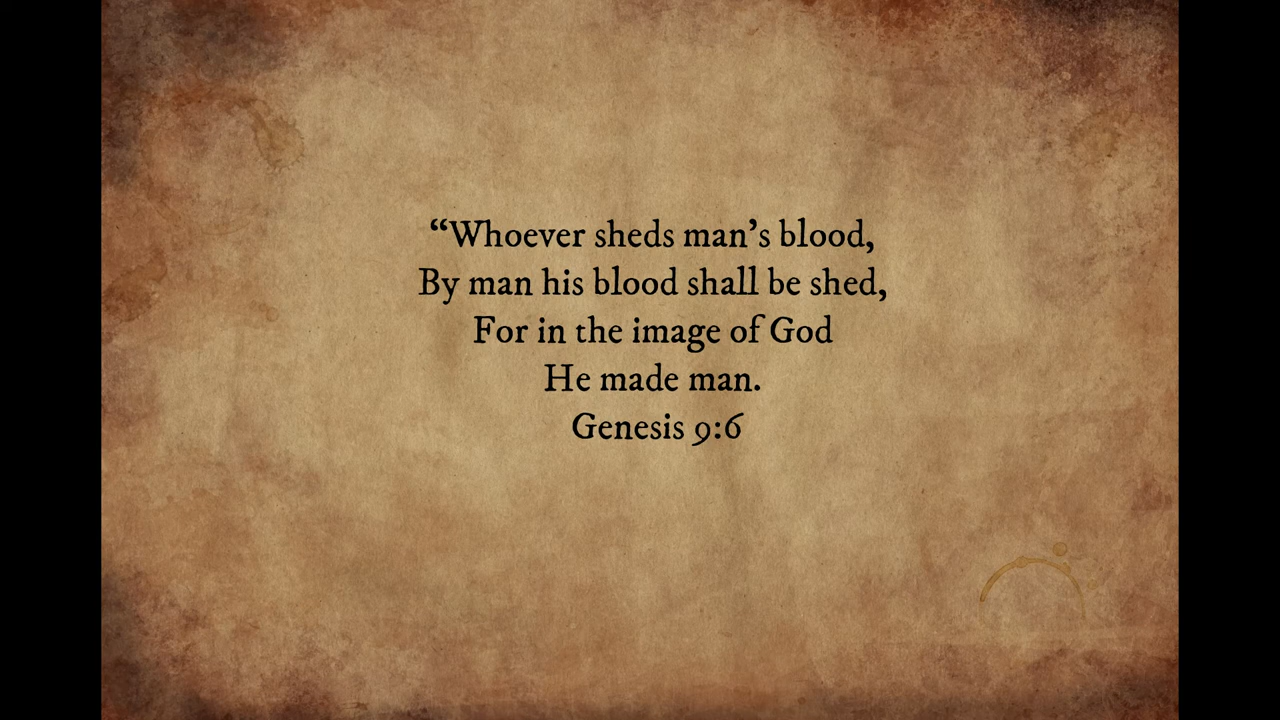 “Whoever sheds man’s blood,
By man his blood shall be shed,
For in the image of God
He made man.
Genesis 9:6